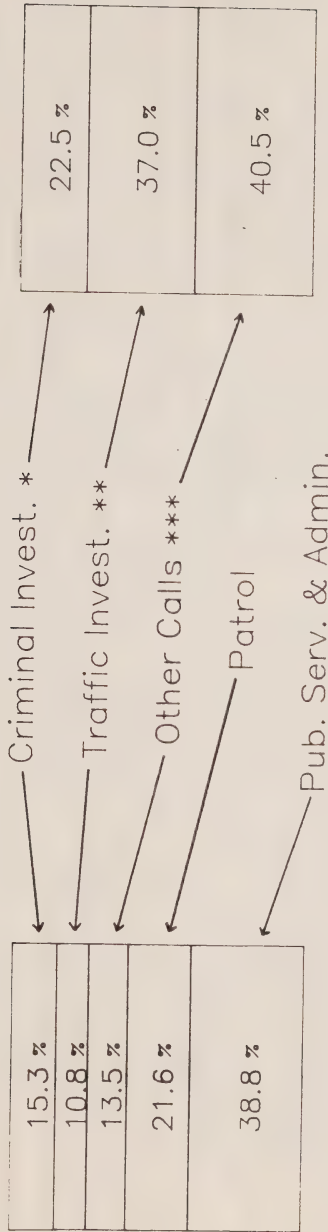 15.3 %
10.8 %
13.5 %
21.6 %
38.8 %
Criminal Invest. *
Traffic Invest. **
Other Calls ***
Patrol
Pub. Serv. & Admin.
22.5 %
37.0 %
40.5 %